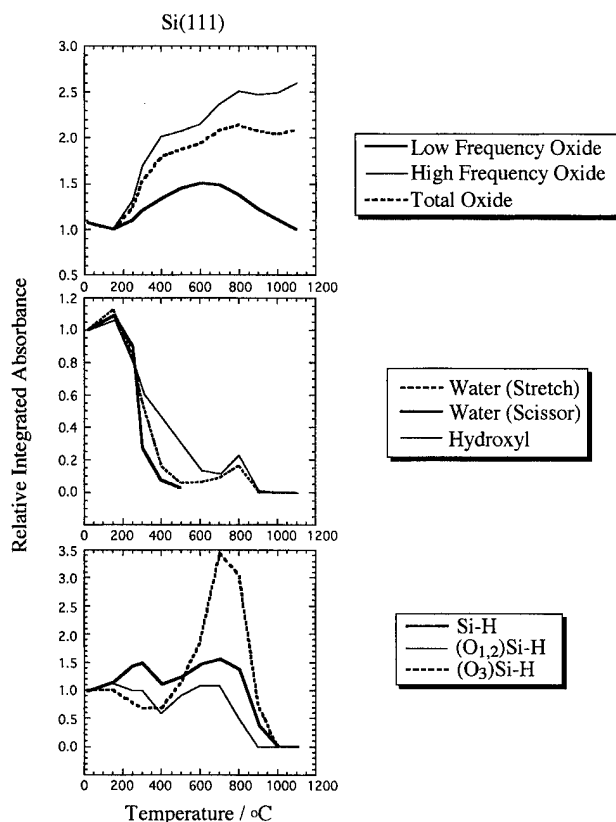 Si(111)
3.0
2.5
2.0
1.5
1.0
0.5
0 200 400 600 800 1000 1200
Low Frequency Oxide
High Frequency Oxide
Total Oxide
Relative Integrated Absorbance
1.2
1.0
0.8
0.6
0.4
0.2
0.0
-0.2
0 200 400 600 800 1000 1200
Water (Stretch)
Water (Scissor)
Hydroxyl
3.5
3.0
2.5
2.0
1.5
1.0
0.5
0.0
-0.5
0 200 400 600 800 1000 1200
Si-H
(O1,2)Si-H
(O3)Si-H
Temperature / oC